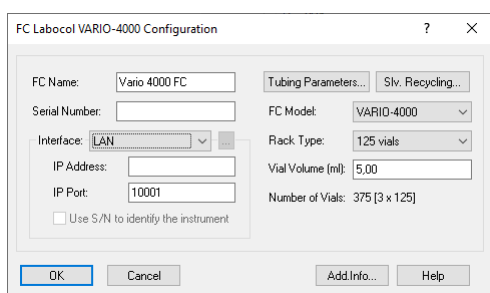 FC Labocol VARIO-4000 Configuration ? ×
FC Name: Vario 4000 FC
Serial Number:
Interface: LAN ...
IP Address:
IP Port: 10001
Use S/N to identify the instrument
Tubing Parameters... Slv. Recycling...
FC Model: VARIO-4000
Rack Type: 125 vials
Vial Volume (ml): 5,00
Number of Vials: 375 [3 x 125]
OK Cancel Add.Info... Help